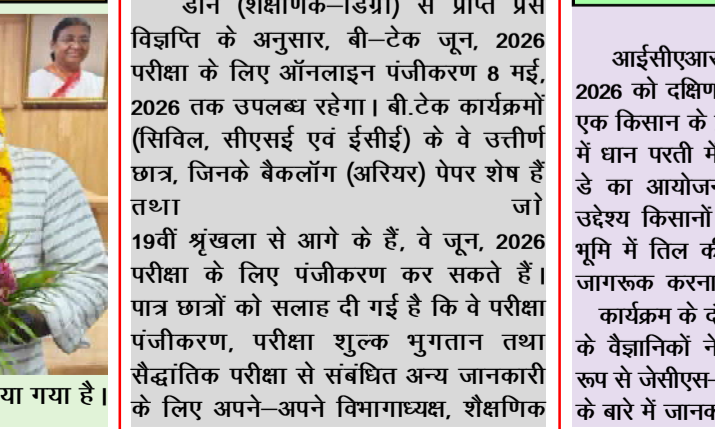 डीन (शैक्षणिक–डिग्री) से प्राप्त प्रेस
विज्ञप्ति के अनुसार, बी–टेक जून, 2026
परीक्षा के लिए ऑनलाइन पंजीकरण 8 मई,
2026 तक उपलब्ध रहेगा। बी.टेक कार्यक्रमों
(सिविल, सीएसई एवं ईसीई) के वे उत्तीर्ण
छात्र, जिनके बैकलॉग (अरियर) पेपर शेष हैं
तथा जो
19वीं श्रृंखला से आगे के हैं, वे जून, 2026
परीक्षा के लिए पंजीकरण कर सकते हैं।
पात्र छात्रों को सलाह दी गई है कि वे परीक्षा
पंजीकरण, परीक्षा शुल्क भुगतान तथा
सैद्धांतिक परीक्षा से संबंधित अन्य जानकारी
के लिए अपने–अपने विभागाध्यक्ष, शैक्षणिक
या गया है।
आईसीएआर
2026 को दक्षिण
एक किसान के
में धान परती में
डे का आयोजन
उद्देश्य किसानों
भूमि में तिल की
जागरूक करना
कार्यक्रम के
के वैज्ञानिकों ने
रूप से जेसीएस–
के बारे में